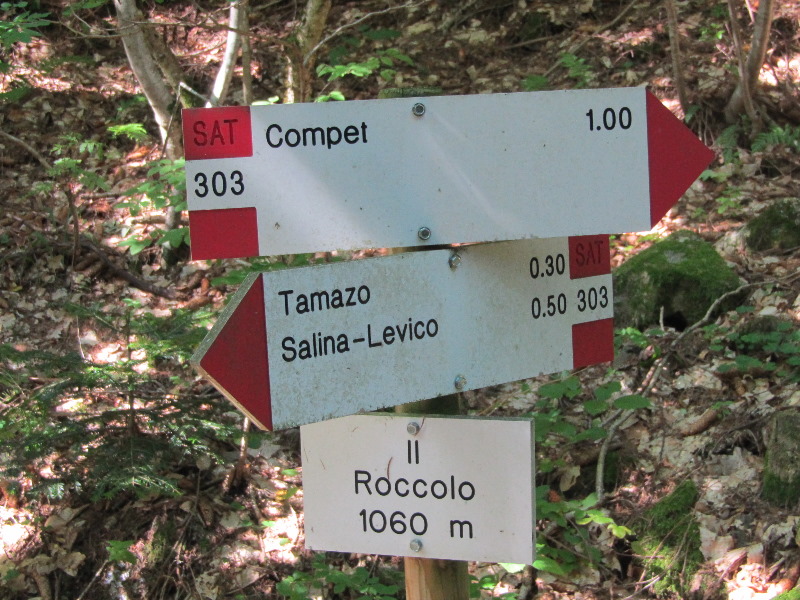 SAT Compet 1.00
303
Tamazo 0.30 SAT
Salina-Levico 0.50 303
Il
Roccolo
1060 m